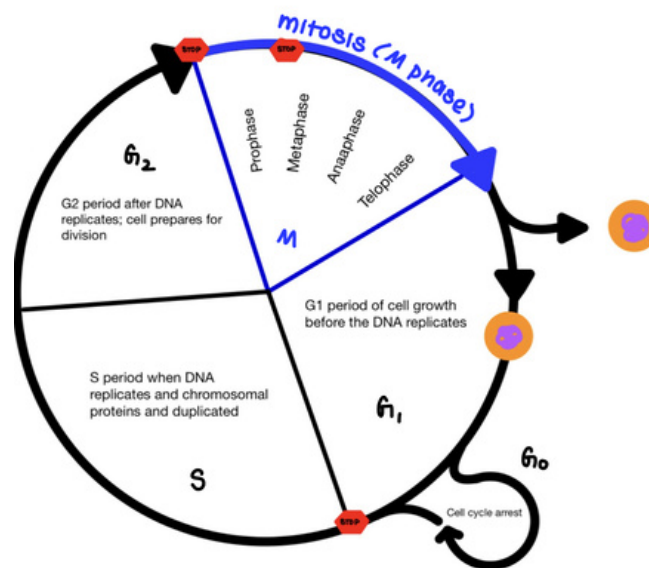 mitosis (M phase)
STOP
STOP
Prophase
Metaphase
Anaaphase
Telophase
M
G2
G2 period after DNA
replicates; cell prepares for
division
G1 period of cell growth
before the DNA replicates
G1
S period when DNA
replicates and chromosomal
proteins and duplicated
S
G0
Cell cycle arrest
STOP